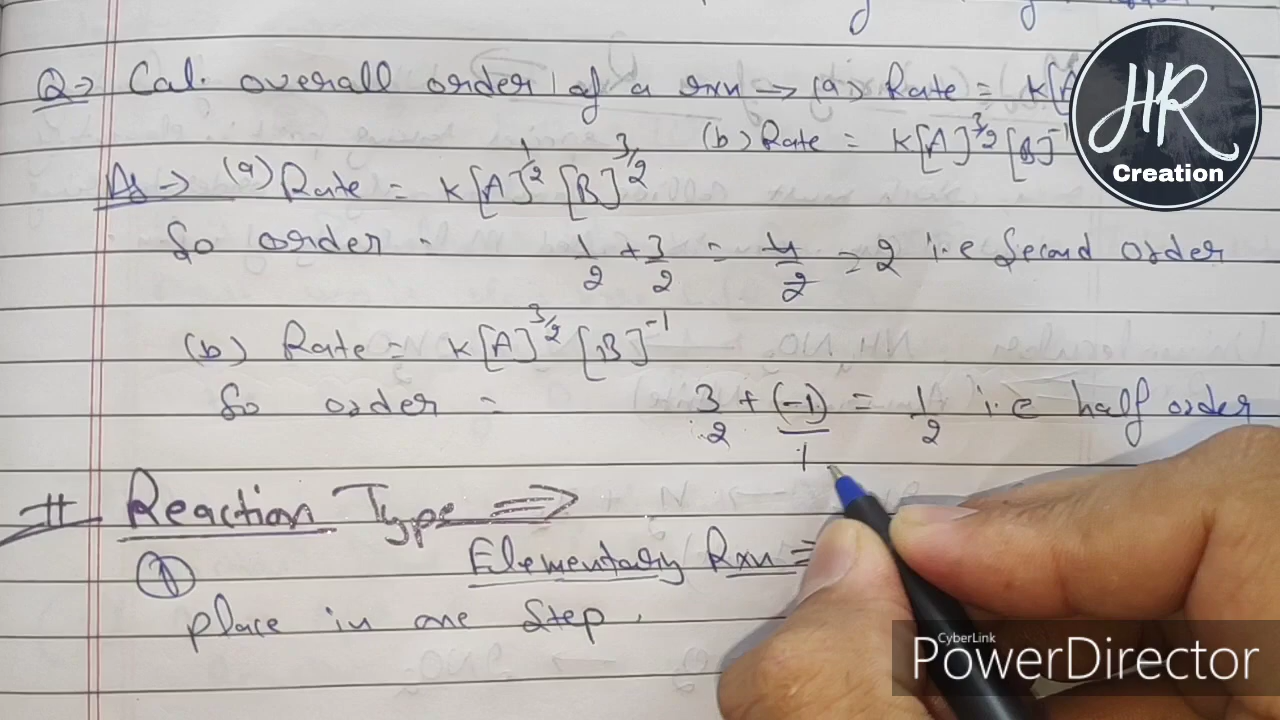 Q→ Cal. overall order of a rxn → (a) Rate = K[A
(b) Rate = K[A]^3/2 [B]^-1
As → (a) Rate = K[A]^1/2 [B]^3/2
So order = 1/2 + 3/2 = 4/2 = 2 i.e Second order
(b) Rate = K[A]^3/2 [B]^-1
So order = 3/2 + (-1)/1 = 1/2 i.e half order
# Reaction Type ⇒
① Elementary Rxn ⇒
place in one Step.
HR
Creation
CyberLink
PowerDirector